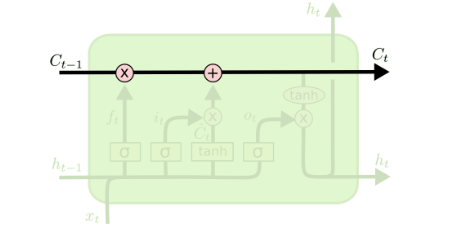 h_t
C_{t-1} x + C_t
tanh
f_t i_t x o_t x
C̃_t
σ σ tanh σ
h_{t-1} h_t
x_t